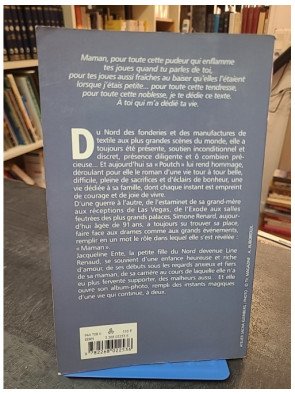 Maman, pour toute cette pudeur qui enflamme
tes joues quand tu parles de toi,
pour tes joues aussi fraîches au baiser qu'elles l'étaient
lorsque j'étais petite... pour toute cette tendresse,
pour toute cette noblesse, je te dédie ce texte.
A toi qui m'a dédié ta vie.
Du Nord des fonderies et des manufactures de
textile aux plus grandes scènes du monde, elle a
toujours été présente, soutien inconditionnel et
discret, présence diligente et ô combien pré-
cieuse... Et aujourd'hui sa « Poutch » lui rend hommage,
déroulant pour elle le roman d'une vie tour à tour belle,
difficile, pleine de sacrifices et d'éclairs de bonheur, une
vie dédiée à sa famille, dont chaque instant est empreint
de courage et de joie de vivre.
D'une guerre à l'autre, de l'estaminet de sa grand-mère
aux réceptions de Las Vegas, de l'Exode aux salles
feutrées des plus grands palaces, Simone Renard, aujour-
d'hui âgée de 91 ans, a toujours su trouver sa place,
faire face aux drames comme aux grands événements,
remplir en un mot le rôle dans lequel elle s'est révélée :
« Maman ».
Jacqueline Ente, la petite fille du Nord devenue Line
Renaud, se souvient d'une enfance heureuse et riche
d'amour, de ses débuts sous les regards anxieux et fiers
de sa maman, de sa carrière au cours de laquelle elle n'a
eu plus fervente supporter, des malheurs aussi. Et elle
ouvre son album-photo, rempli des instants magiques
d'une vie qui continue, à deux.